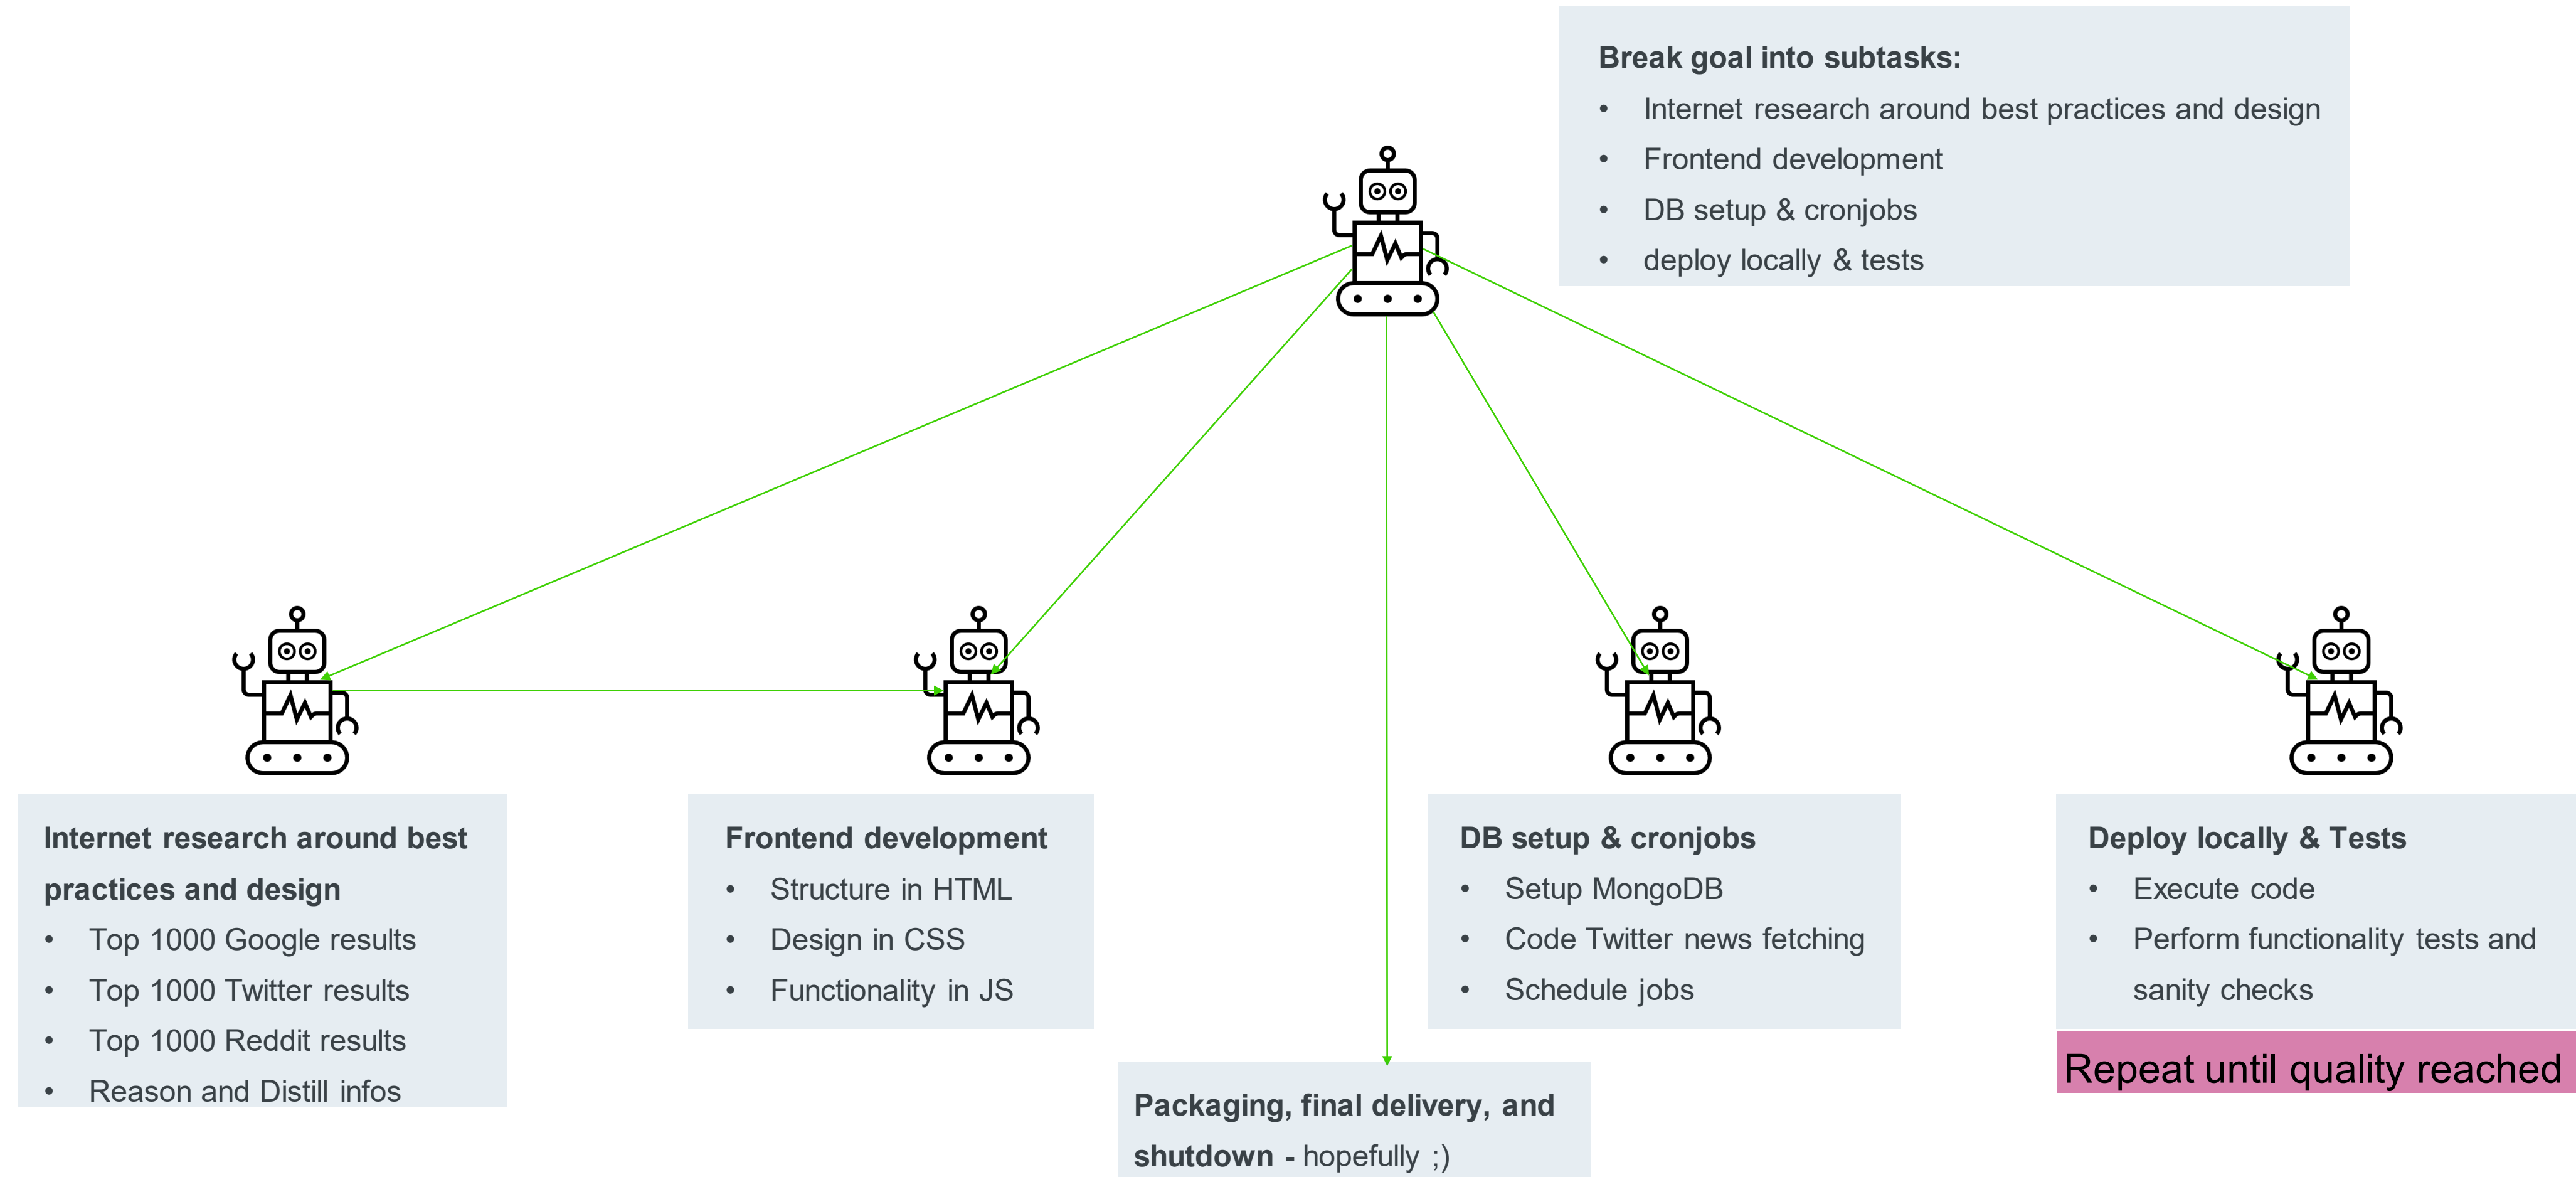 Break goal into subtasks:
• Internet research around best practices and design
• Frontend development
• DB setup & cronjobs
• deploy locally & tests
Internet research around best
practices and design
• Top 1000 Google results
• Top 1000 Twitter results
• Top 1000 Reddit results
• Reason and Distill infos
Frontend development
• Structure in HTML
• Design in CSS
• Functionality in JS
Packaging, final delivery, and
shutdown - hopefully ;)
DB setup & cronjobs
• Setup MongoDB
• Code Twitter news fetching
• Schedule jobs
Deploy locally & Tests
• Execute code
• Perform functionality tests and
sanity checks
Repeat until quality reached